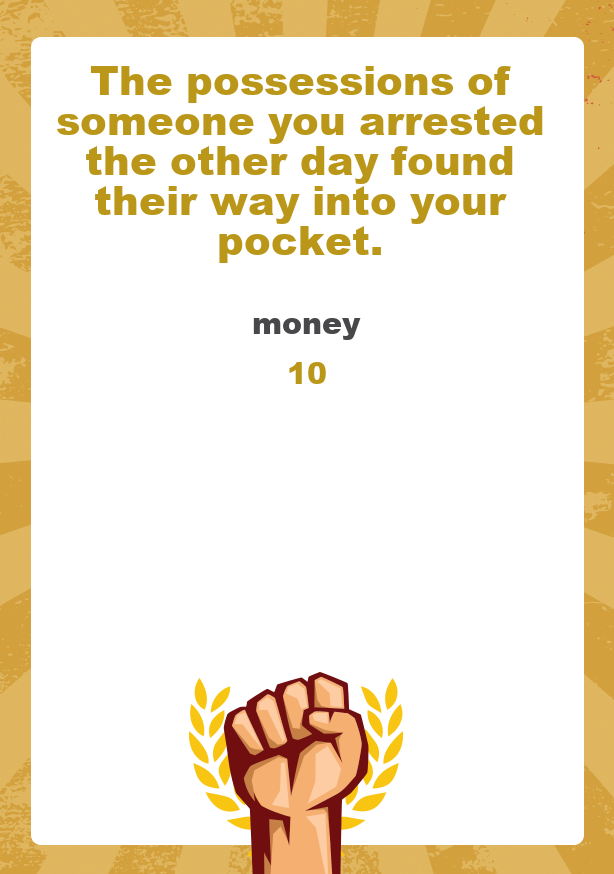 The possessions of
someone you arrested
the other day found
their way into your
pocket.
money
10